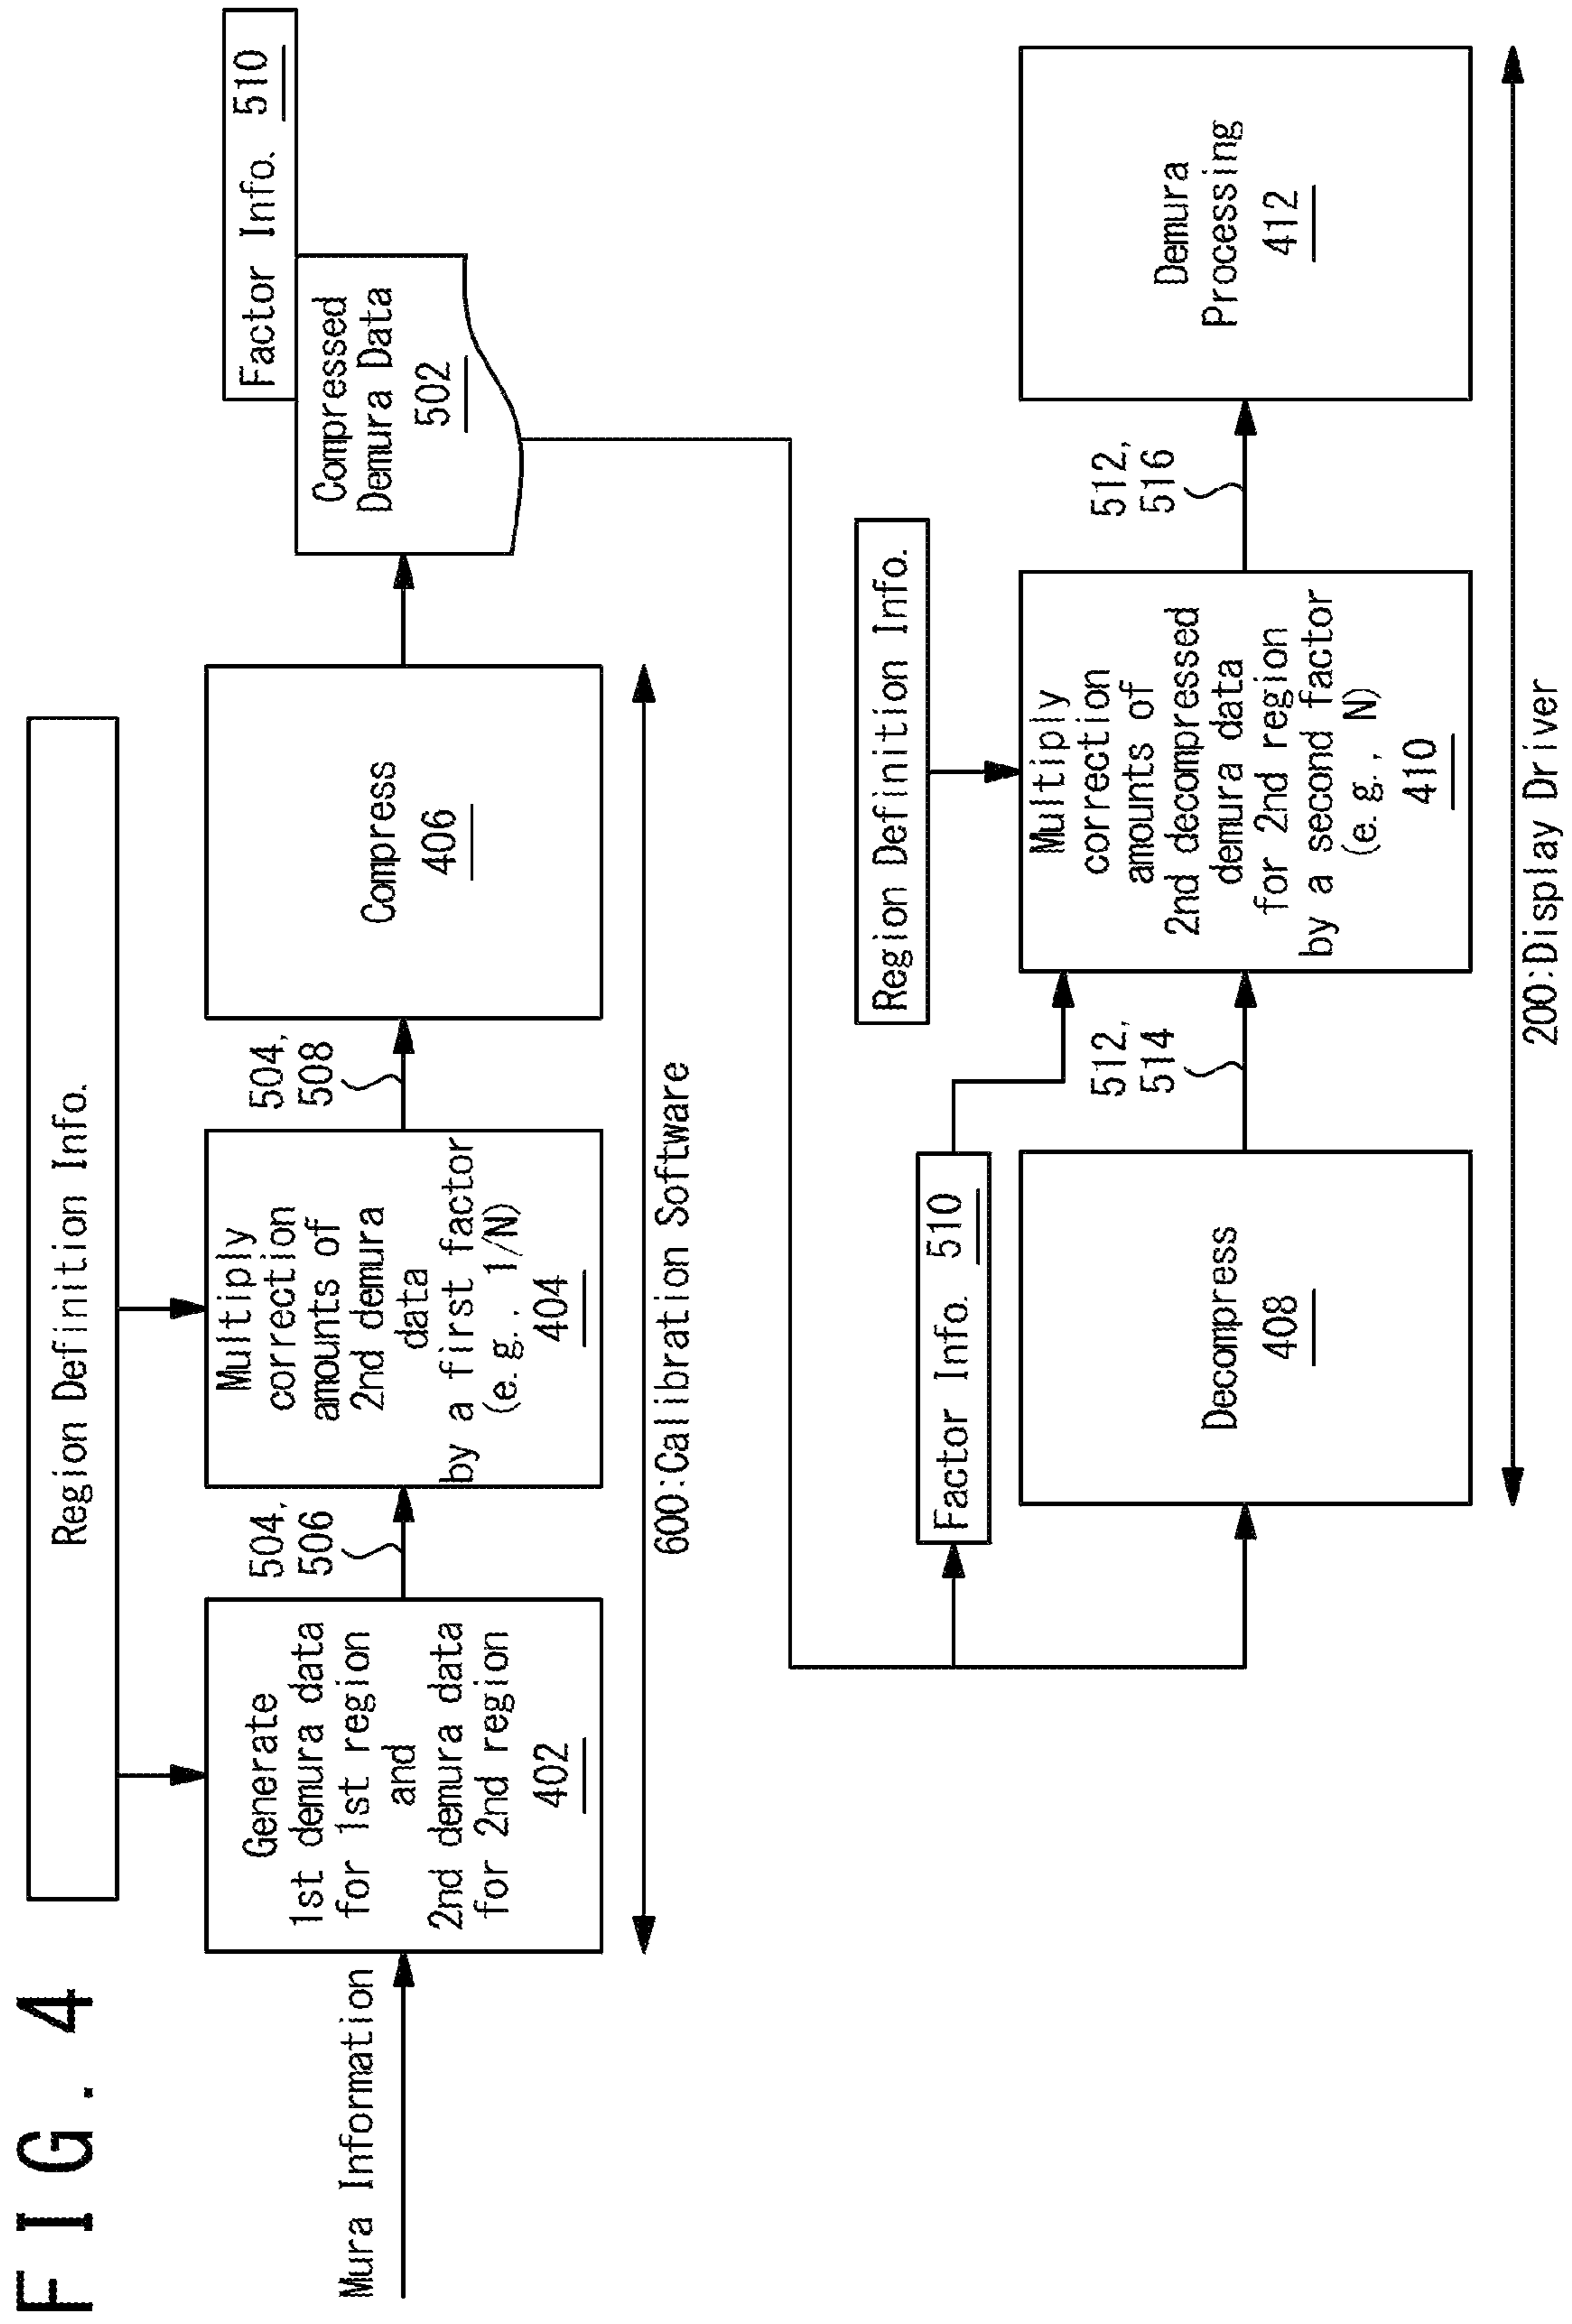 FIG. 4
Region Definition Info.
Mura Information
Generate
1st demura data
for 1st region
and
2nd demura data
for 2nd region
402
504,
506
Multiply
correction
amounts of
2nd demura
data
by a first factor
(e.g., 1/N)
404
504,
508
Compress
406
Factor Info. 510
Compressed
Demura Data
502
600:Calibration Software
Factor Info. 510
Decompress
408
512,
514
Region Definition Info.
Multiply
correction
amounts of
2nd decompressed
demura data
for 2nd region
by a second factor
(e.g., N)
410
512,
516
Demura
Processing
412
200:Display Driver